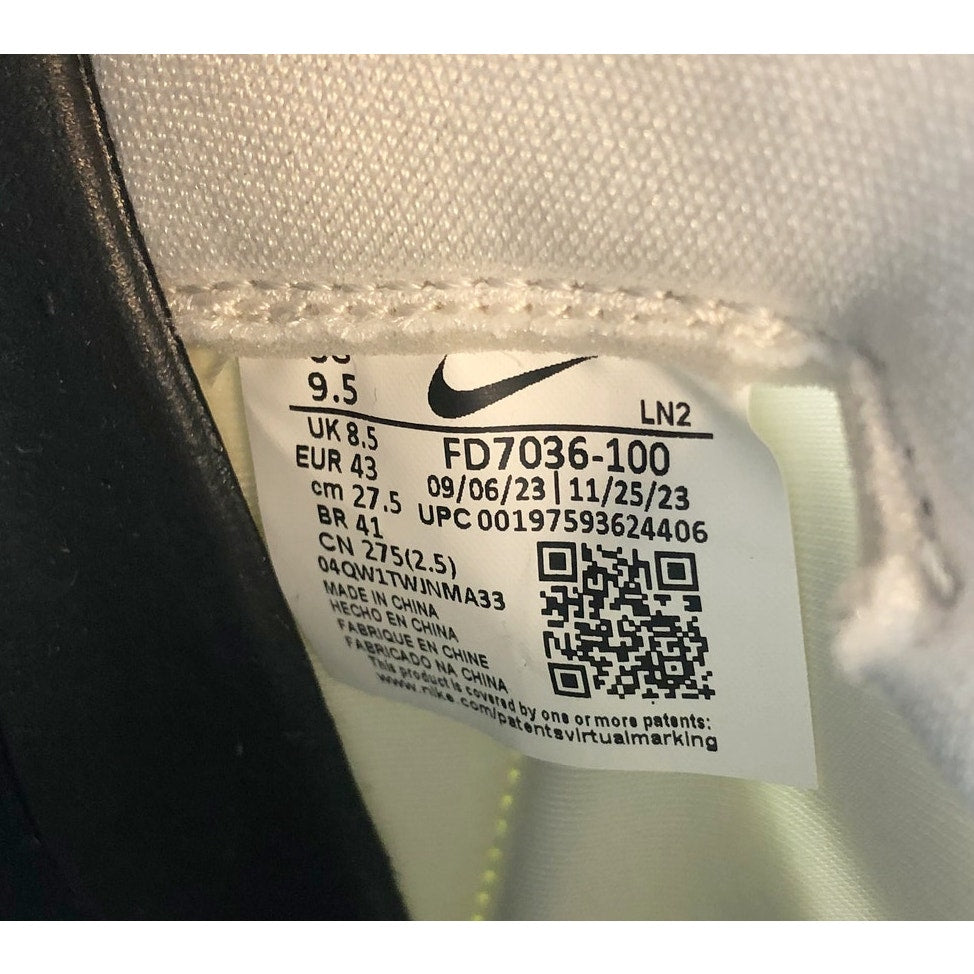 US
9.5
LN2
UK 8.5
EUR 43
cm 27.5
BR 41
CN 275(2.5)
04QW1TWJNMA33
FD7036-100
09/06/23 | 11/25/23
UPC 00197593624406
MADE IN CHINA
HECHO EN CHINA
FABRIQUE EN CHINE
FABRICADO NA CHINA
This product is covered by one or more patents:
www.nike.com/patentsvirtualmarking